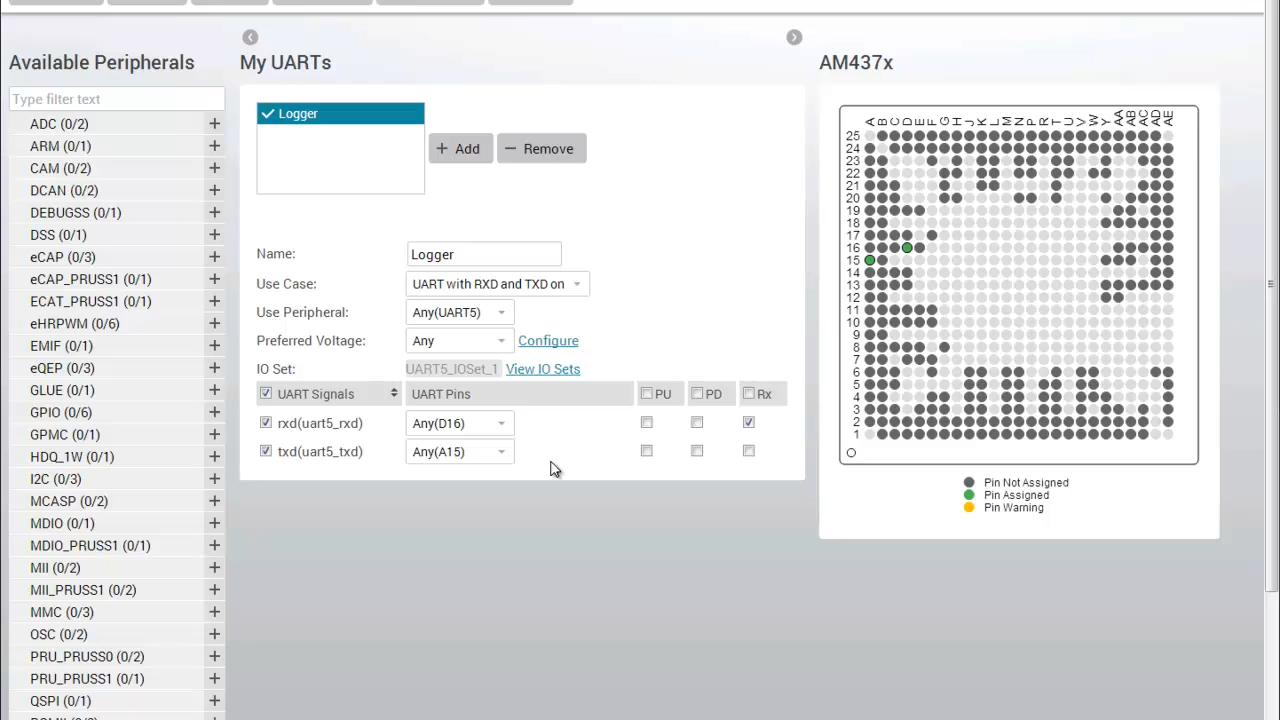 Available Peripherals
Type filter text
ADC (0/2)
ARM (0/1)
CAM (0/2)
DCAN (0/2)
DEBUGSS (0/1)
DSS (0/1)
eCAP (0/3)
eCAP_PRUSS1 (0/1)
ECAT_PRUSS1 (0/1)
eHRPWM (0/6)
EMIF (0/1)
eQEP (0/3)
GLUE (0/1)
GPIO (0/6)
GPMC (0/1)
HDQ_1W (0/1)
I2C (0/3)
MCASP (0/2)
MDIO (0/1)
MDIO_PRUSS1 (0/1)
MII (0/2)
MII_PRUSS1 (0/2)
MMC (0/3)
OSC (0/2)
PRU_PRUSS0 (0/2)
PRU_PRUSS1 (0/1)
QSPI (0/1)
My UARTs
Logger
+ Add
− Remove
Name: Logger
Use Case: UART with RXD and TXD on
Use Peripheral: Any(UART5)
Preferred Voltage: Any Configure
IO Set: UART5_IOSet_1 View IO Sets
UART Signals UART Pins PU PD Rx
rxd(uart5_rxd) Any(D16)
txd(uart5_txd) Any(A15)
AM437x
A B C D E F G H J K L M N P R T U V W Y AA AB AC AD AE
25
24
23
22
21
20
19
18
17
16
15
14
13
12
11
10
9
8
7
6
5
4
3
2
1
Pin Not Assigned
Pin Assigned
Pin Warning